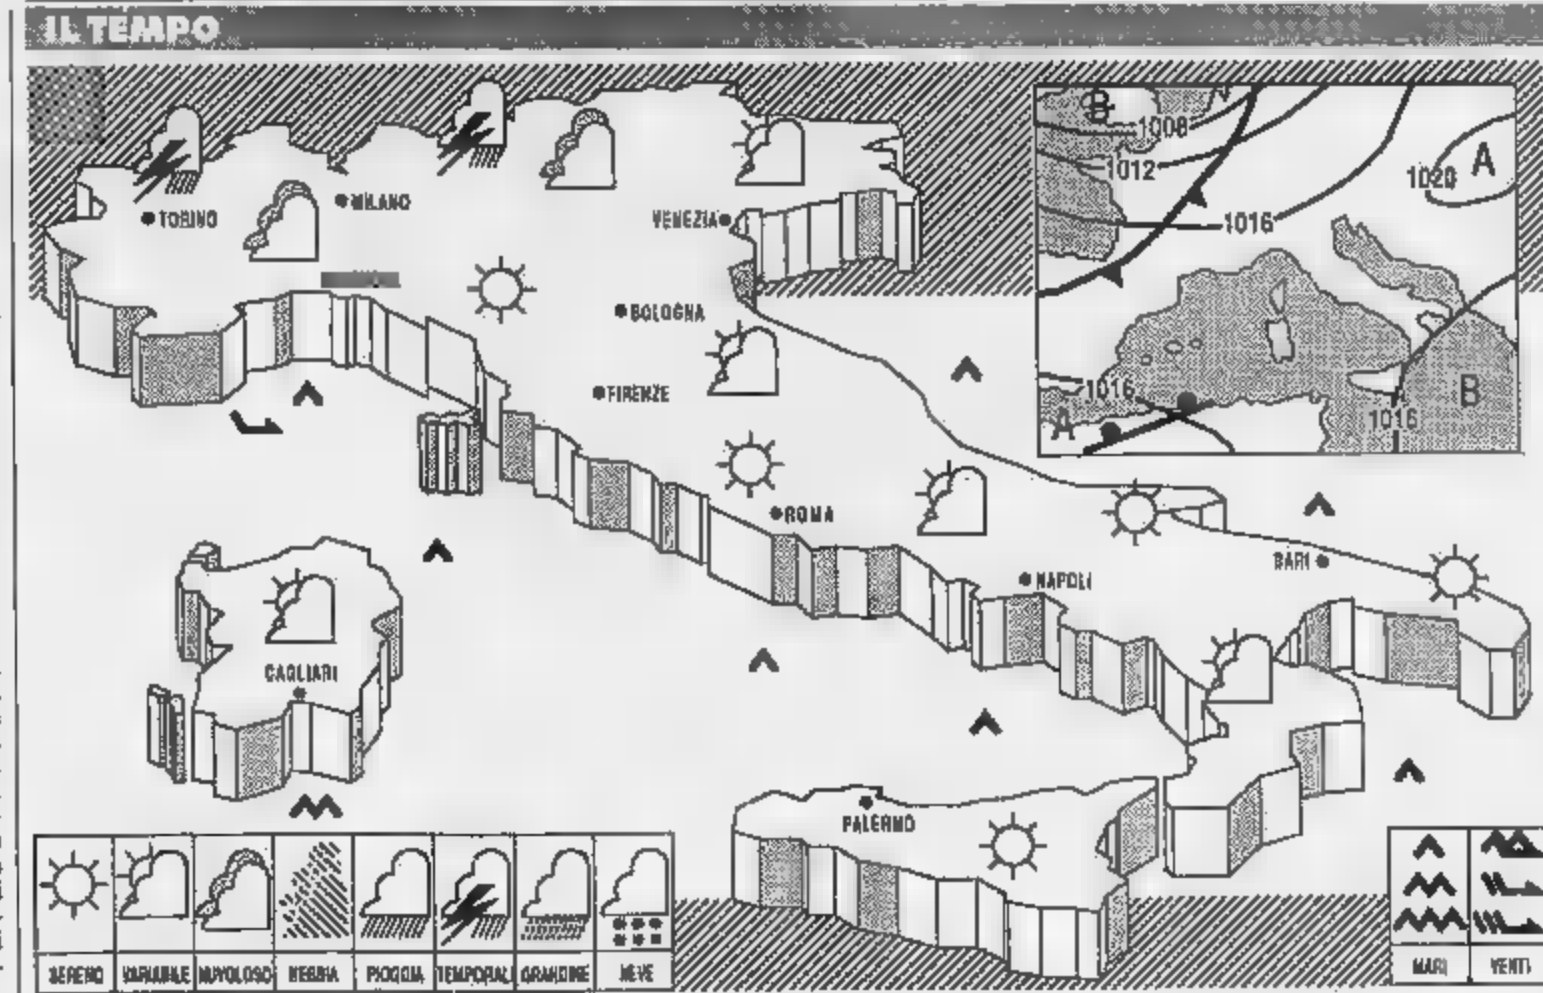 IL TEMPO
B
1008
1012
A
1020
1016
TORINO
MILANO
VENEZIA
BOLOGNA
FIRENZE
1016
A
1016
B
ROMA
NAPOLI
BARI
CAGLIARI
PALERMO
SERENO VARIABILE NUVOLOSO NEBBIA PIOGGIA TEMPORALI GRANDINE NEVE
MARI VENTI